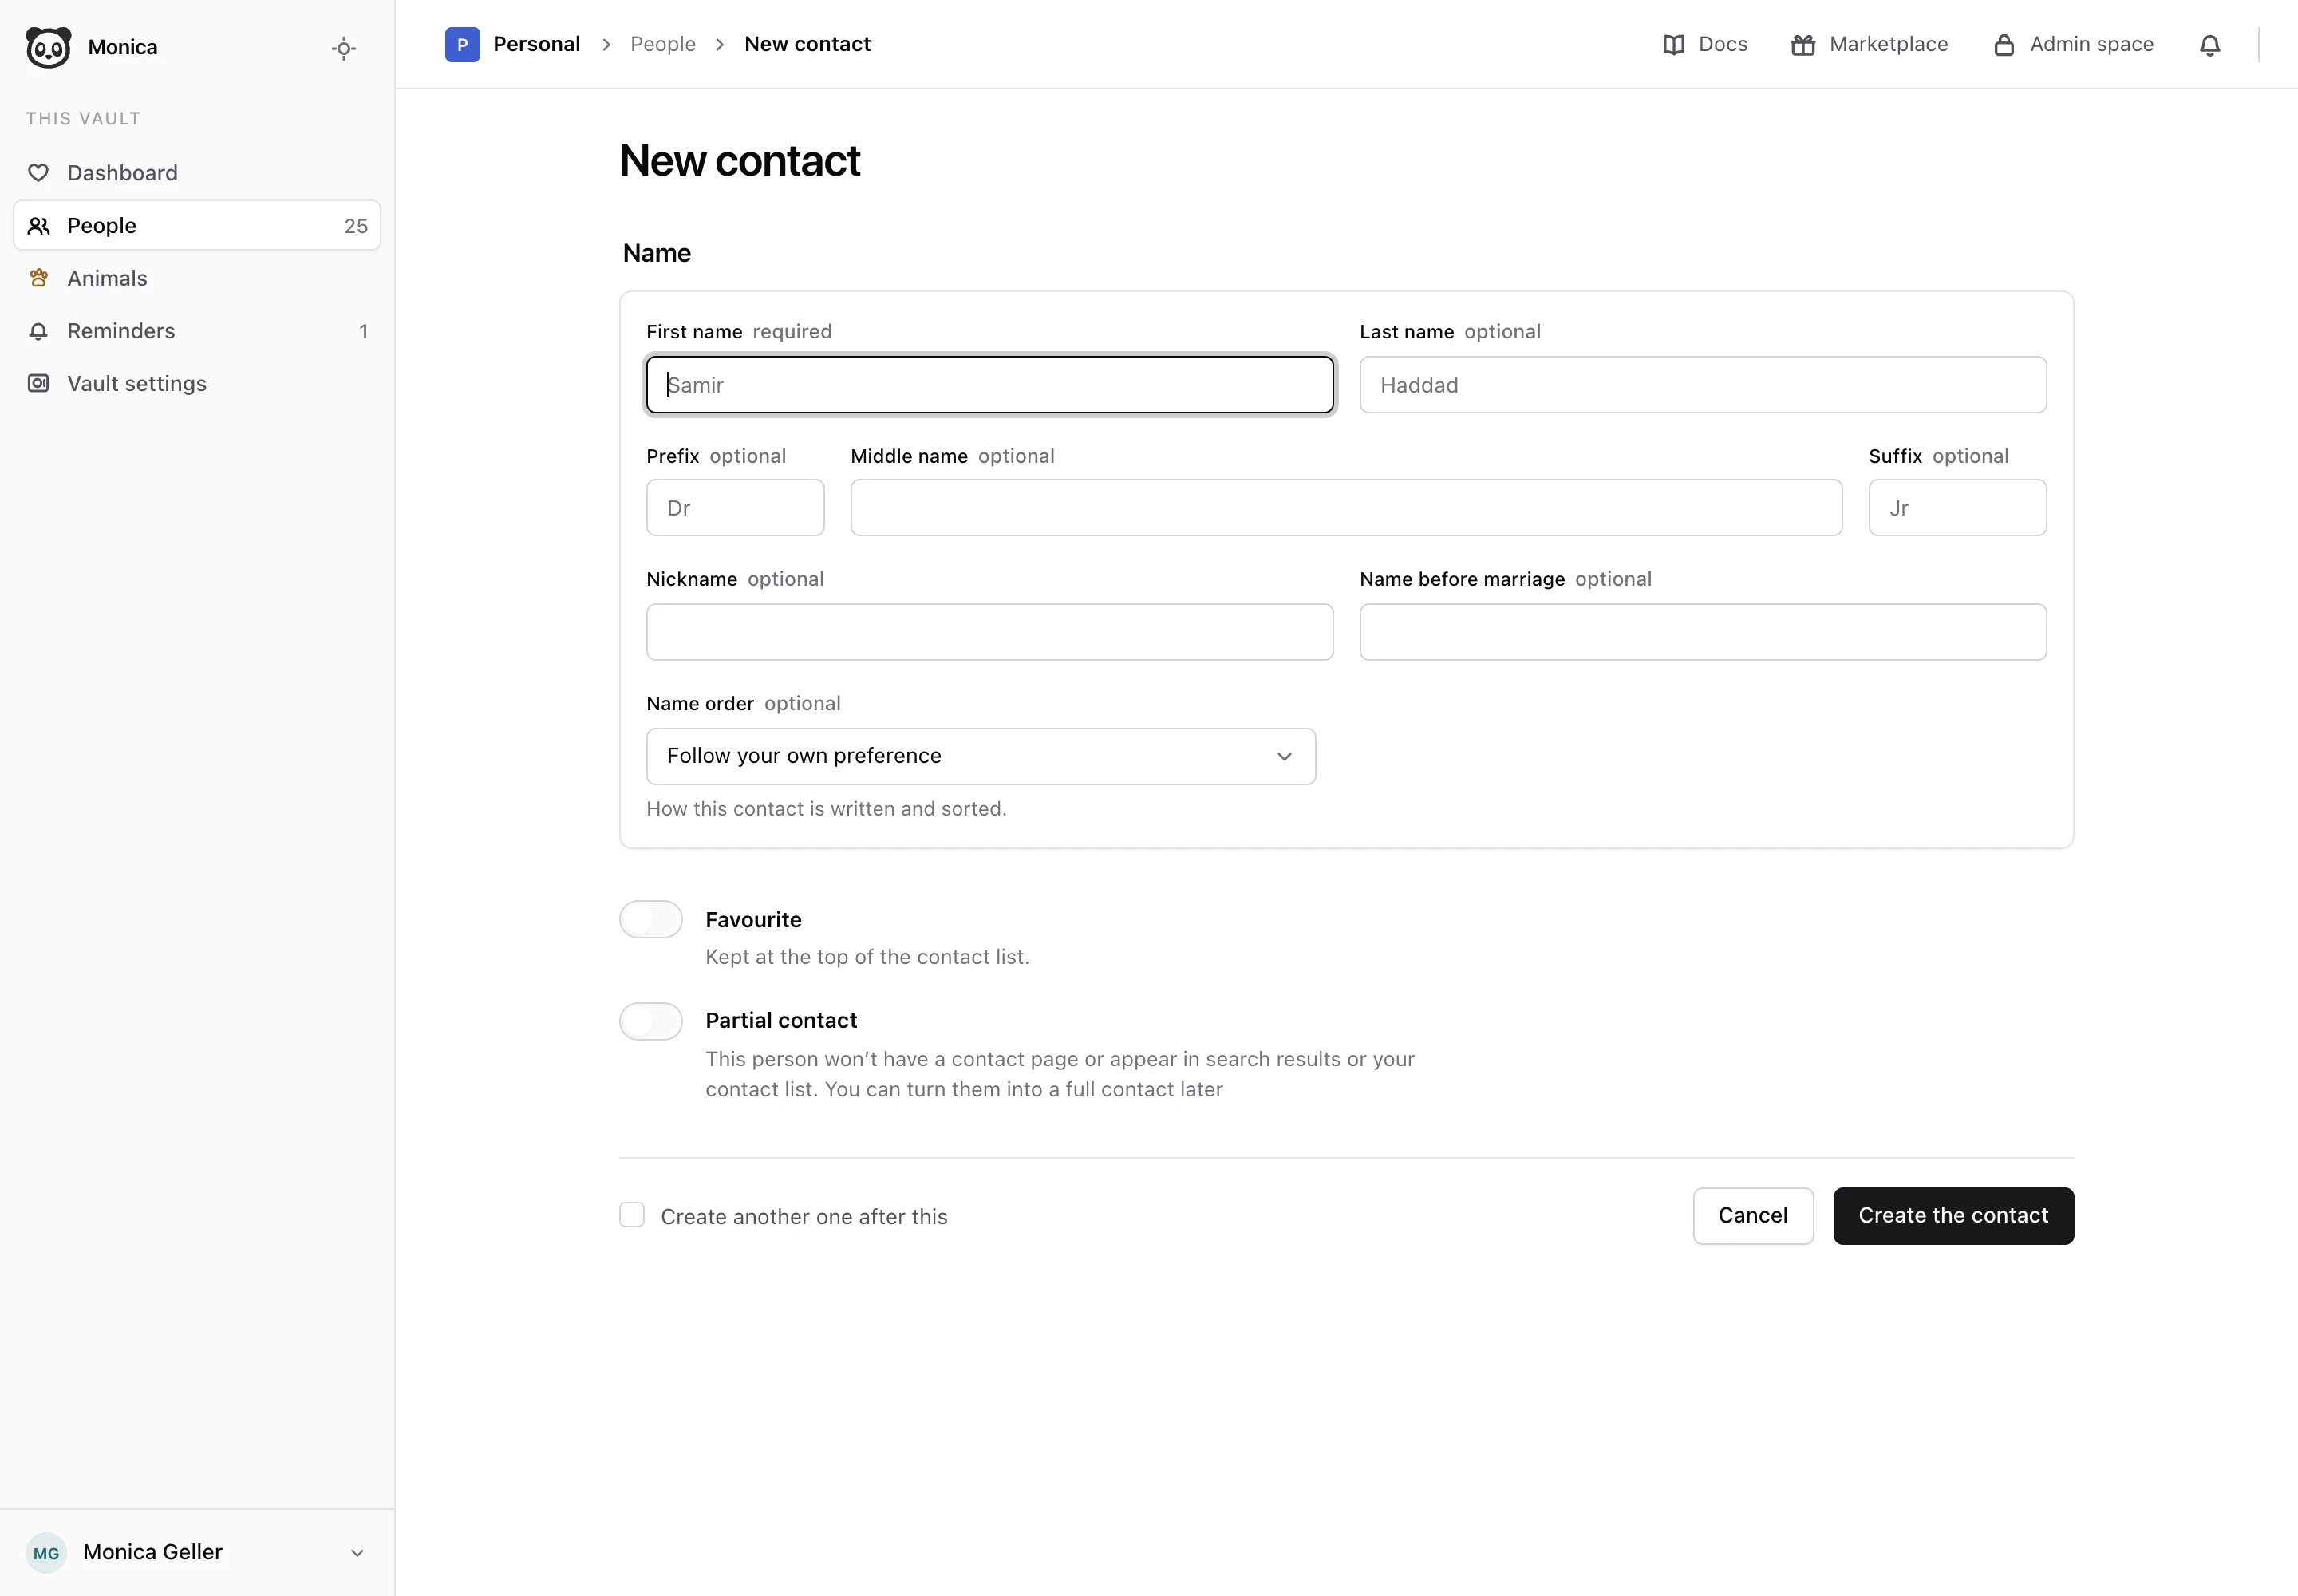 Monica
THIS VAULT
Dashboard
People 25
Animals
Reminders 1
Vault settings
MG Monica Geller
P Personal > People > New contact
Docs
Marketplace
Admin space
New contact
Name
First name required
Samir
Last name optional
Haddad
Prefix optional
Dr
Middle name optional
Suffix optional
Jr
Nickname optional
Name before marriage optional
Name order optional
Follow your own preference
How this contact is written and sorted.
Favourite
Kept at the top of the contact list.
Partial contact
This person won’t have a contact page or appear in search results or your
contact list. You can turn them into a full contact later
Create another one after this
Cancel
Create the contact